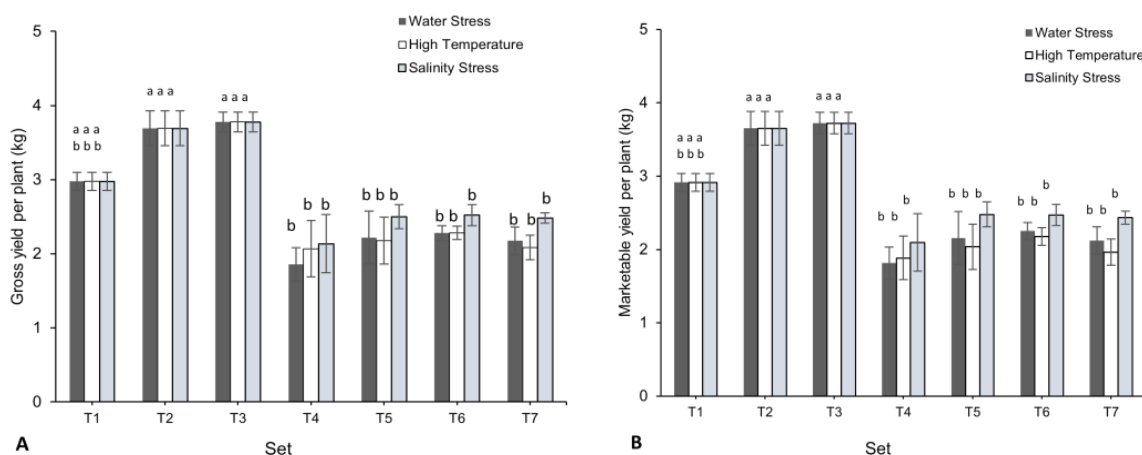 Water Stress
High Temperature
Salinity Stress
Gross yield per plant (kg)
5
4
3
2
1
0
a a a
b b b
a a a
a a a
b b b
b b b
b b b
b b b
T1 T2 T3 T4 T5 T6 T7
Set
A
Water Stress
High Temperature
Salinity Stress
Marketable yield per plant (kg)
5
4
3
2
1
0
a a a
b b b
a a a
a a a
b b b
b b b
b b b
b b b
T1 T2 T3 T4 T5 T6 T7
Set
B